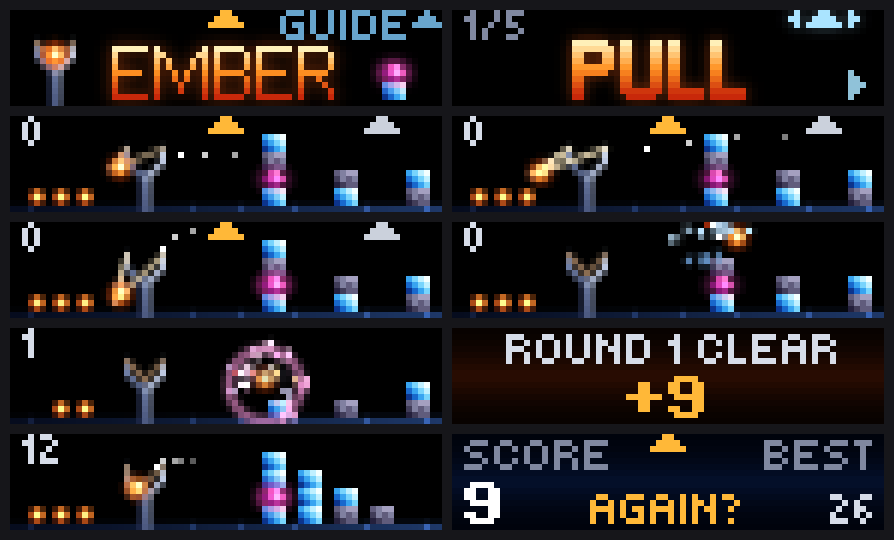 GUIDE
EMBER
1/5
PULL
0
0
0
0
1
ROUND 1 CLEAR
+9
12
SCORE BEST
9 AGAIN? 26